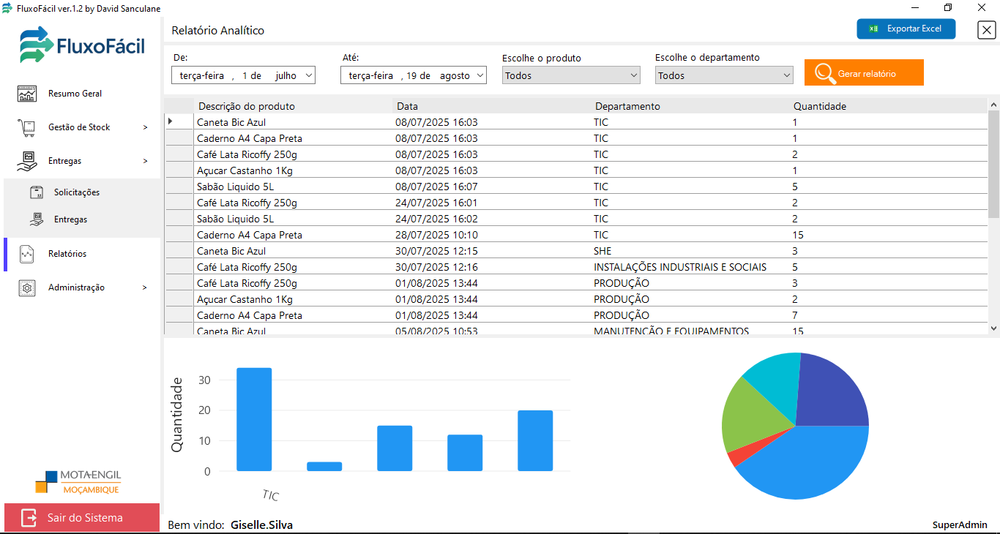 FluxoFácil ver.1.2 by David Sanculane
FluxoFácil
Resumo Geral
Gestão de Stock >
Entregas >
Solicitações
Entregas
Relatórios
Administração >
MOTA-ENGIL
MOÇAMBIQUE
Sair do Sistema
Relatório Analítico
Exportar Excel
De: Até: Escolhe o produto Escolhe o departamento
terça-feira , 1 de julho terça-feira , 19 de agosto Todos Todos Gerar relatório
Descrição do produto Data Departamento Quantidade
Caneta Bic Azul 08/07/2025 16:03 TIC 1
Caderno A4 Capa Preta 08/07/2025 16:03 TIC 1
Café Lata Ricoffy 250g 08/07/2025 16:03 TIC 2
Açucar Castanho 1Kg 08/07/2025 16:03 TIC 1
Sabão Liquido 5L 08/07/2025 16:07 TIC 5
Café Lata Ricoffy 250g 24/07/2025 16:01 TIC 2
Sabão Liquido 5L 24/07/2025 16:02 TIC 2
Caderno A4 Capa Preta 28/07/2025 10:10 TIC 15
Caneta Bic Azul 30/07/2025 12:15 SHE 3
Café Lata Ricoffy 250g 30/07/2025 12:16 INSTALAÇÕES INDUSTRIAIS E SOCIAIS 5
Café Lata Ricoffy 250g 01/08/2025 13:44 PRODUÇÃO 3
Açucar Castanho 1Kg 01/08/2025 13:44 PRODUÇÃO 2
Caderno A4 Capa Preta 01/08/2025 13:44 PRODUÇÃO 7
Caneta Bic Azul 05/08/2025 10:53 MANUTENÇÃO E EQUIPAMENTOS 15
Quantidade
30
20
10
0
TIC
Bem vindo: Giselle.Silva
SuperAdmin